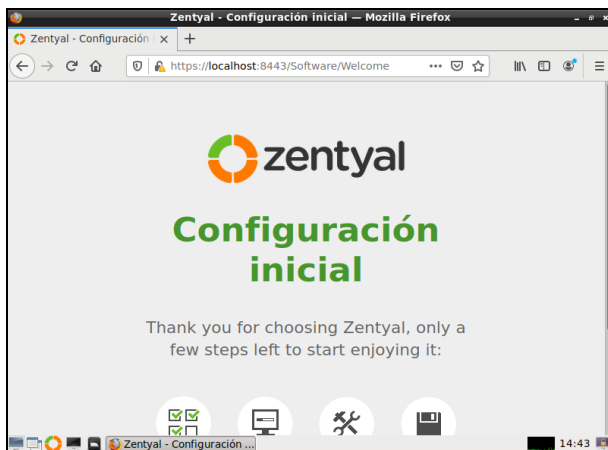 Zentyal - Configuración inicial — Mozilla Firefox
Zentyal - Configuración i
https://localhost:8443/Software/Welcome
zentyal
Configuración
inicial
Thank you for choosing Zentyal, only a
few steps left to start enjoying it:
Zentyal - Configuración ...
14:43